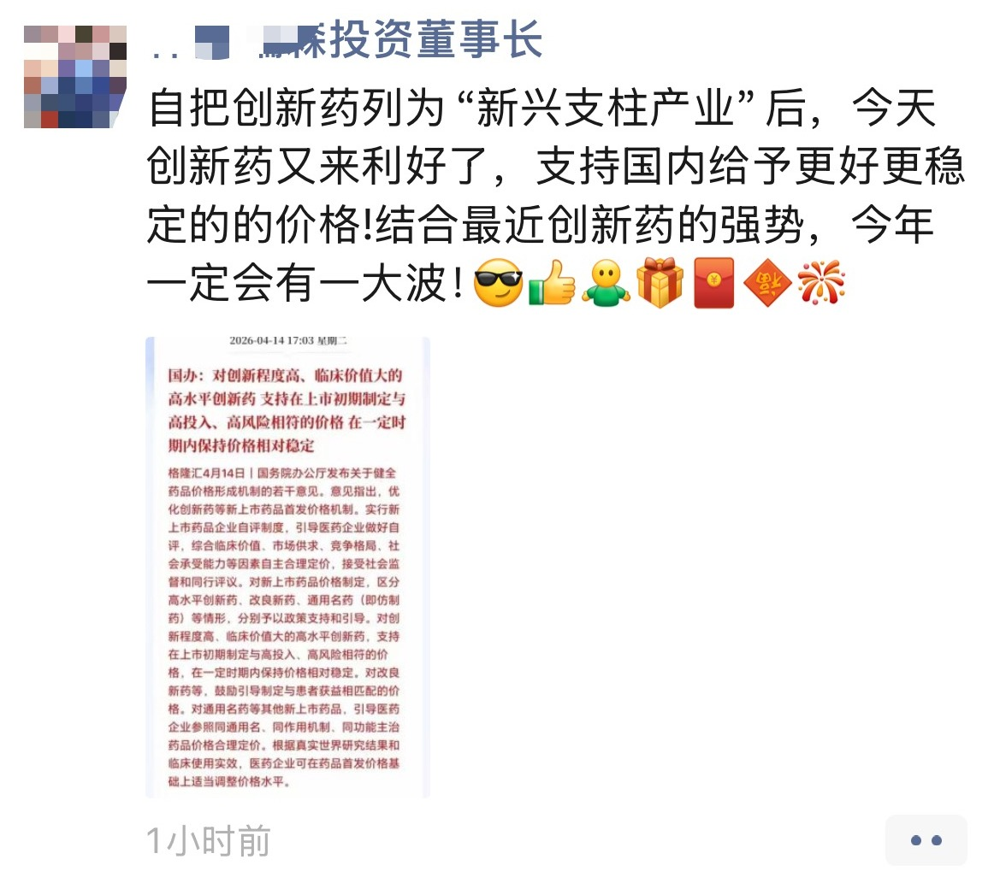 森投资董事长
自把创新药列为“新兴支柱产业”后，今天
创新药又来利好了，支持国内给予更好更稳
定的的价格!结合最近创新药的强势，今年
一定会有一大波!
2026-04-14 17:03 星期二
国办：对创新程度高、临床价值大的
高水平创新药 支持在上市初期制定与
高投入、高风险相符的价格 在一定时
期内保持价格相对稳定
格隆汇4月14日｜国务院办公厅发布关于健全
药品价格形成机制的若干意见。意见指出，优
化创新药等新上市药品首发价格机制。实行新
上市药品企业自评制度，引导医药企业做好自
评，综合临床价值、市场供求、竞争格局、社
会承受能力等因素自主合理定价，接受社会监
督和同行评议。对新上市药品价格制定，区分
高水平创新药、改良新药、通用名药（即仿制
药）等情形，分别予以政策支持和引导。对创
新程度高、临床价值大的高水平创新药，支持
在上市初期制定与高投入、高风险相符的价
格，在一定时期内保持价格相对稳定。对改良
新药等，鼓励引导制定与患者获益相匹配的价
格。对通用名药等其他新上市药品，引导医药
企业参照同通用名、同作用机制、同功能主治
药品价格合理定价。根据真实世界研究结果和
临床使用实效，医药企业可在药品首发价格基
础上适当调整价格水平。
1小时前